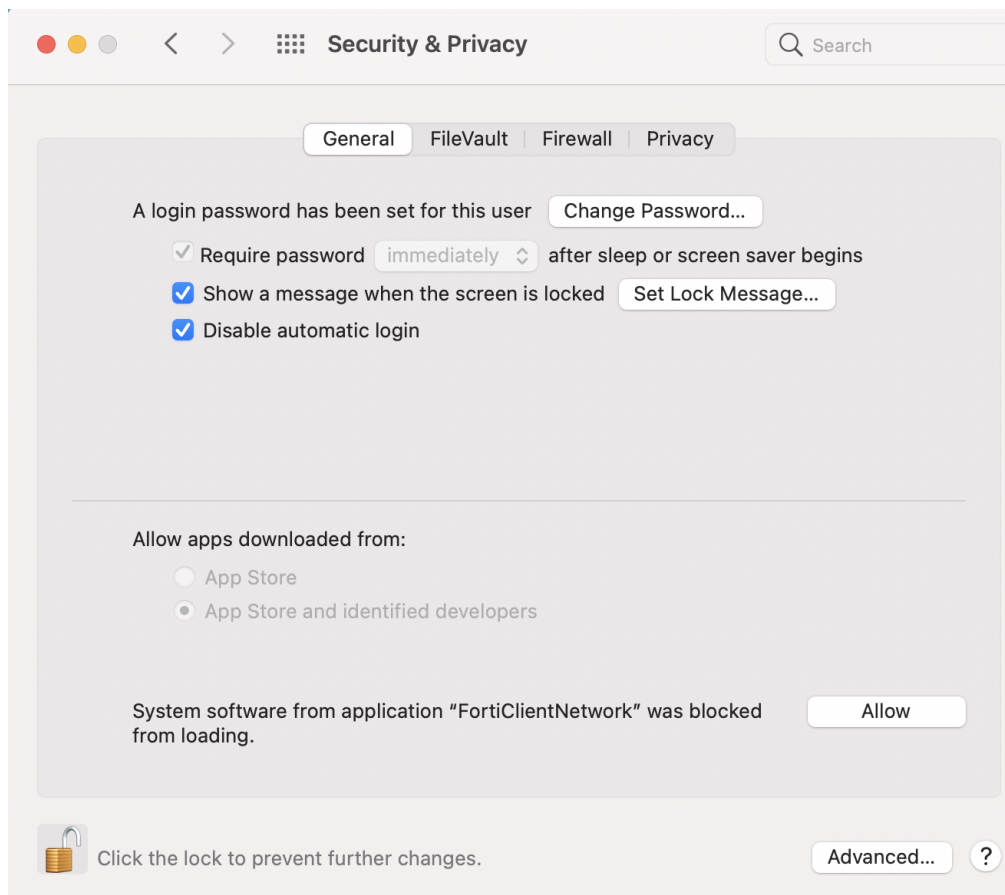 Security & Privacy
Search
General FileVault Firewall Privacy
A login password has been set for this user Change Password...
Require password immediately after sleep or screen saver begins
Show a message when the screen is locked Set Lock Message...
Disable automatic login
Allow apps downloaded from:
App Store
App Store and identified developers
System software from application “FortiClientNetwork” was blocked
from loading.
Allow
Click the lock to prevent further changes.
Advanced... ?